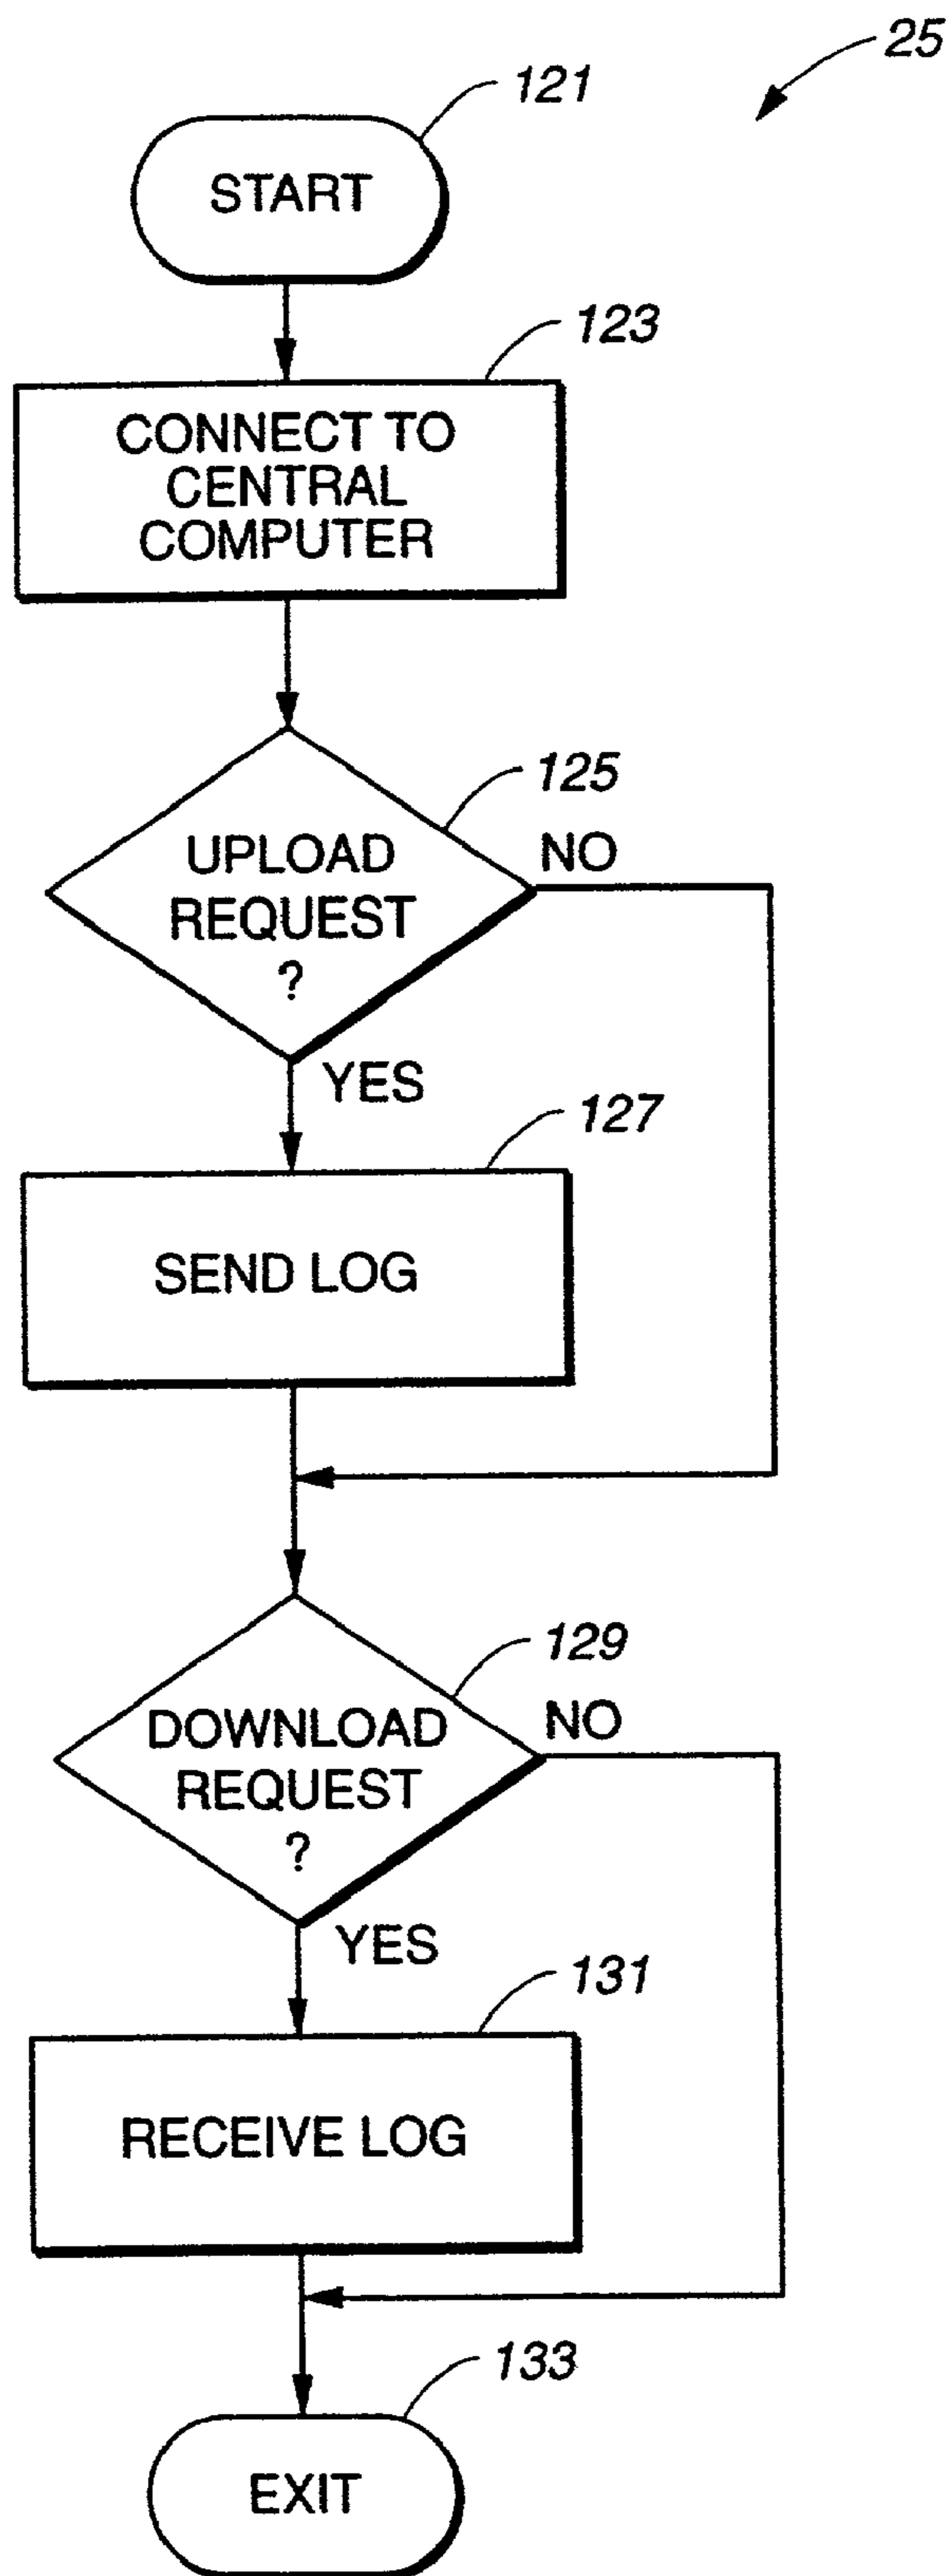 25
121
START
123
CONNECT TO
CENTRAL
COMPUTER
125
UPLOAD
REQUEST
?
NO
YES
127
SEND LOG
129
DOWNLOAD
REQUEST
?
NO
YES
131
RECEIVE LOG
133
EXIT